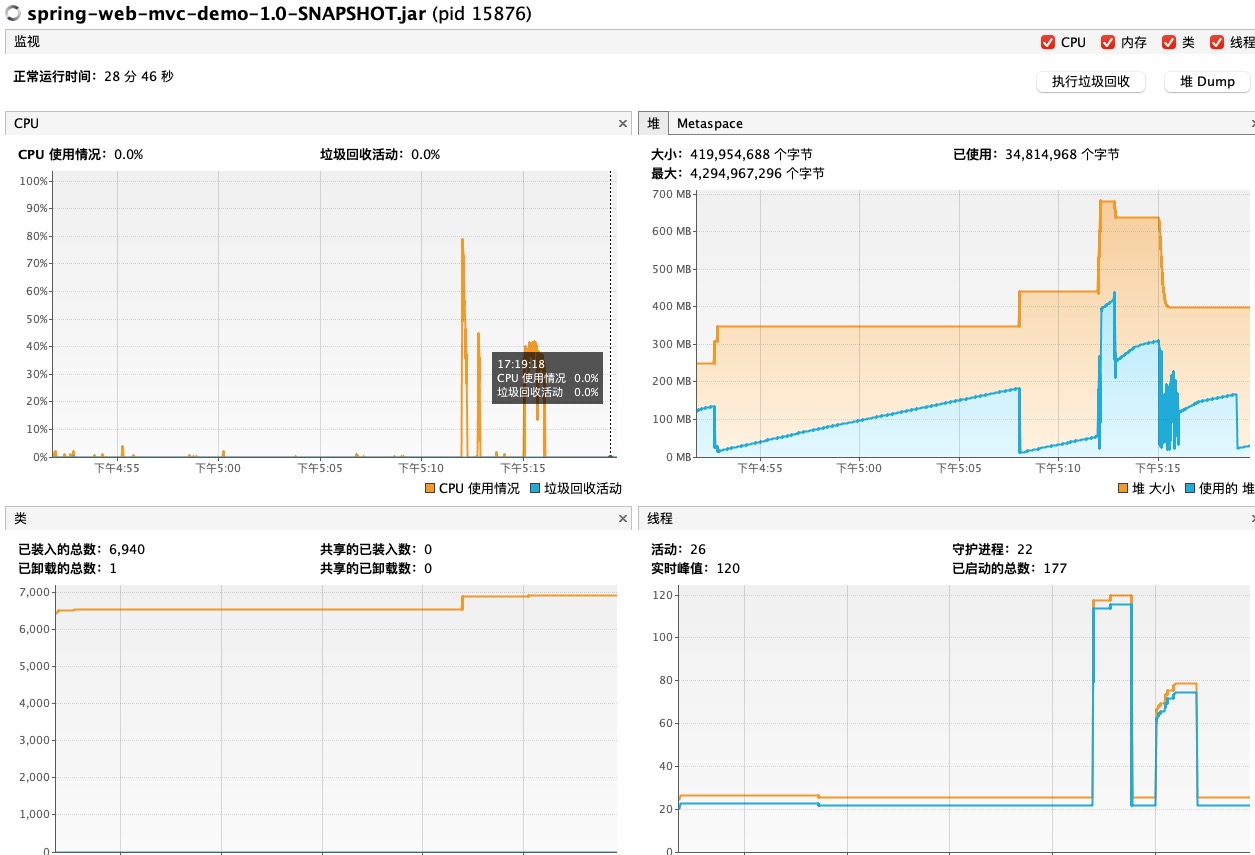 spring-web-mvc-demo-1.0-SNAPSHOT.jar (pid 15876)
监视
CPU 内存 类 线程
正常运行时间: 28 分 46 秒
执行垃圾回收 堆 Dump
CPU
CPU 使用情况: 0.0% 垃圾回收活动: 0.0%
100%
90%
80%
70%
60%
50%
40%
30%
20%
10%
0%
17:19:18
CPU 使用情况 0.0%
垃圾回收活动 0.0%
下午4:55 下午5:00 下午5:05 下午5:10 下午5:15
CPU 使用情况 垃圾回收活动
堆 Metaspace
大小: 419,954,688 个字节 已使用: 34,814,968 个字节
最大: 4,294,967,296 个字节
700 MB
600 MB
500 MB
400 MB
300 MB
200 MB
100 MB
0 MB
下午4:55 下午5:00 下午5:05 下午5:10 下午5:15
堆 大小 使用的 堆
类
已装入的总数: 6,940 共享的已装入数: 0
已卸载的总数: 1 共享的已卸载数: 0
7,000
6,000
5,000
4,000
3,000
2,000
1,000
0
线程
活动: 26 守护进程: 22
实时峰值: 120 已启动的总数: 177
120
100
80
60
40
20
0